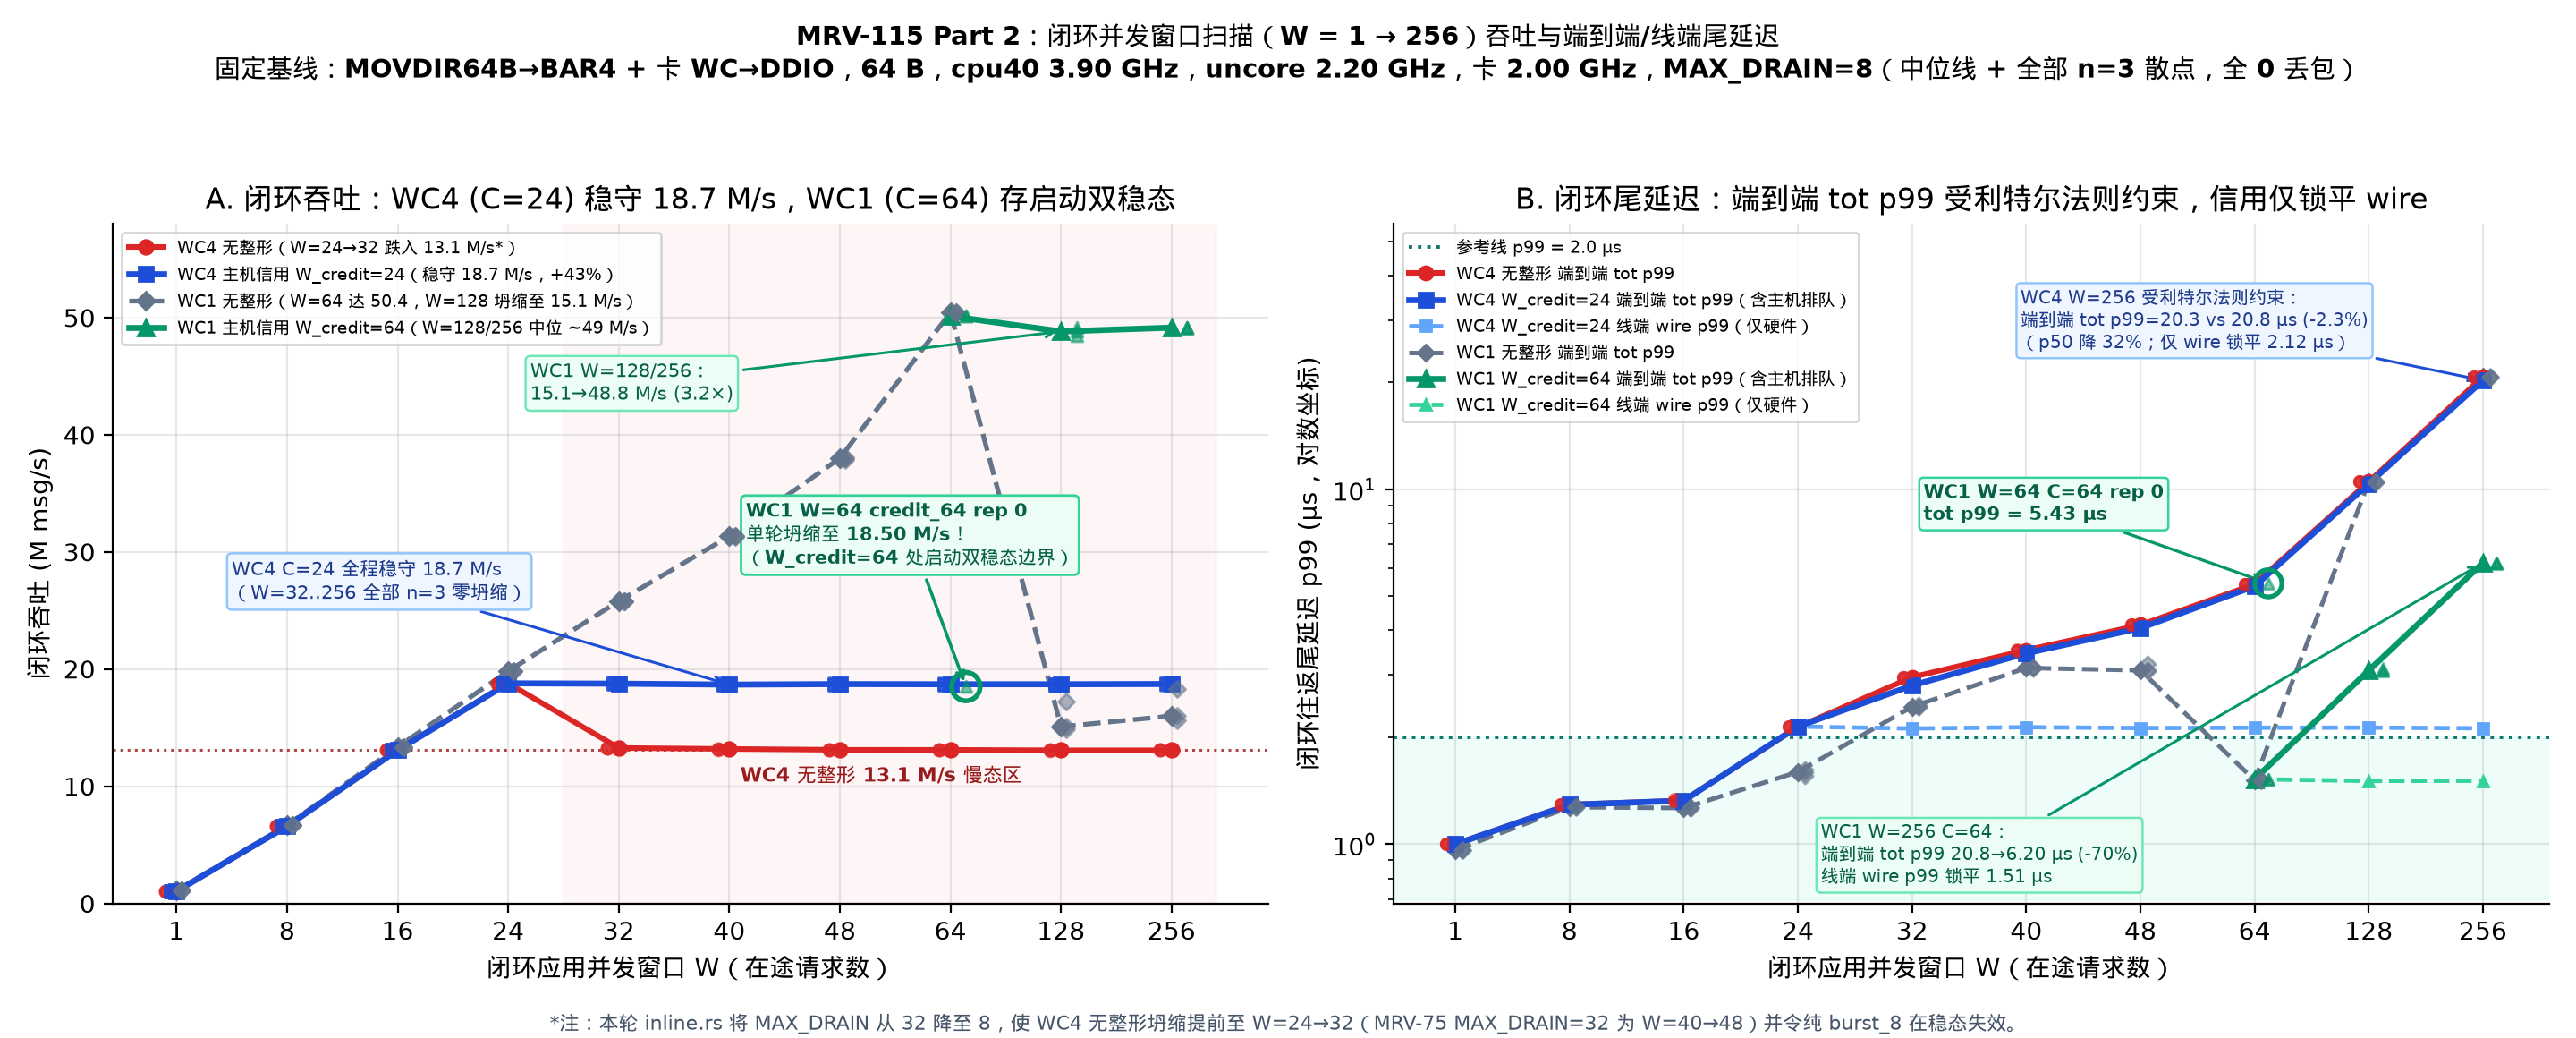 MRV-115 Part 2：闭环并发窗口扫描（W = 1 → 256）吞吐与端到端/线端尾延迟
固定基线：MOVDIR64B→BAR4 + 卡 WC→DDIO，64 B，cpu40 3.90 GHz，uncore 2.20 GHz，卡 2.00 GHz，MAX_DRAIN=8（中位线 + 全部 n=3 散点，全 0 丢包）
A. 闭环吞吐：WC4 (C=24) 稳守 18.7 M/s，WC1 (C=64) 存启动双稳态
WC4 无整形（W=24→32 跌入 13.1 M/s*）
WC4 主机信用 W_credit=24（稳守 18.7 M/s，+43%）
WC1 无整形（W=64 达 50.4，W=128 坍缩至 15.1 M/s）
WC1 主机信用 W_credit=64（W=128/256 中位 ~49 M/s）
WC1 W=128/256：
15.1→48.8 M/s (3.2×)
WC1 W=64 credit_64 rep 0
单轮坍缩至 18.50 M/s！
（W_credit=64 处启动双稳态边界）
WC4 C=24 全程稳守 18.7 M/s
（W=32..256 全部 n=3 零坍缩）
WC4 无整形 13.1 M/s 慢态区
闭环吞吐 (M msg/s)
50
40
30
20
10
0
1 8 16 24 32 40 48 64 128 256
闭环应用并发窗口 W（在途请求数）
B. 闭环尾延迟：端到端 tot p99 受利特尔法则约束，信用仅锁平 wire
参考线 p99 = 2.0 µs
WC4 无整形 端到端 tot p99
WC4 W_credit=24 端到端 tot p99（含主机排队）
WC4 W_credit=24 线端 wire p99（仅硬件）
WC1 无整形 端到端 tot p99
WC1 W_credit=64 端到端 tot p99（含主机排队）
WC1 W_credit=64 线端 wire p99（仅硬件）
WC4 W=256 受利特尔法则约束：
端到端 tot p99=20.3 vs 20.8 µs (-2.3%)
（p50 降 32%；仅 wire 锁平 2.12 µs）
WC1 W=64 C=64 rep 0
tot p99 = 5.43 µs
WC1 W=256 C=64：
端到端 tot p99 20.8→6.20 µs (-70%)
线端 wire p99 锁平 1.51 µs
闭环往返尾延迟 p99 (µs，对数坐标)
10¹
10⁰
1 8 16 24 32 40 48 64 128 256
闭环应用并发窗口 W（在途请求数）
*注：本轮 inline.rs 将 MAX_DRAIN 从 32 降至 8，使 WC4 无整形坍缩提前至 W=24→32（MRV-75 MAX_DRAIN=32 为 W=40→48）并令纯 burst_8 在稳态失效。